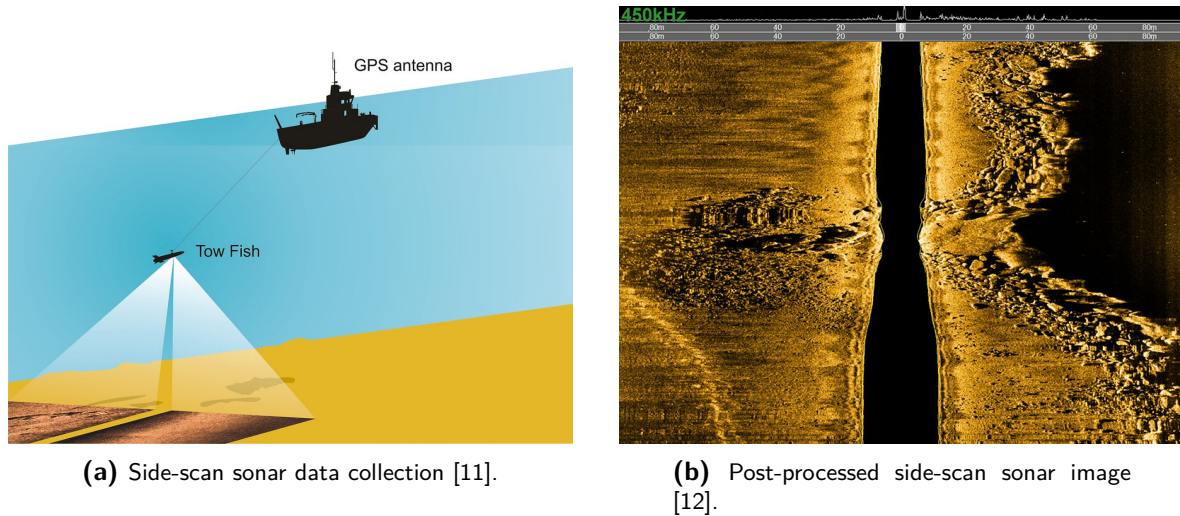 GPS antenna
Tow Fish
(a) Side-scan sonar data collection [11].
450kHz
80m 60 40 20 0 20 40 60 80m
80m 60 40 20 0 20 40 60 80m
(b) Post-processed side-scan sonar image
[12].